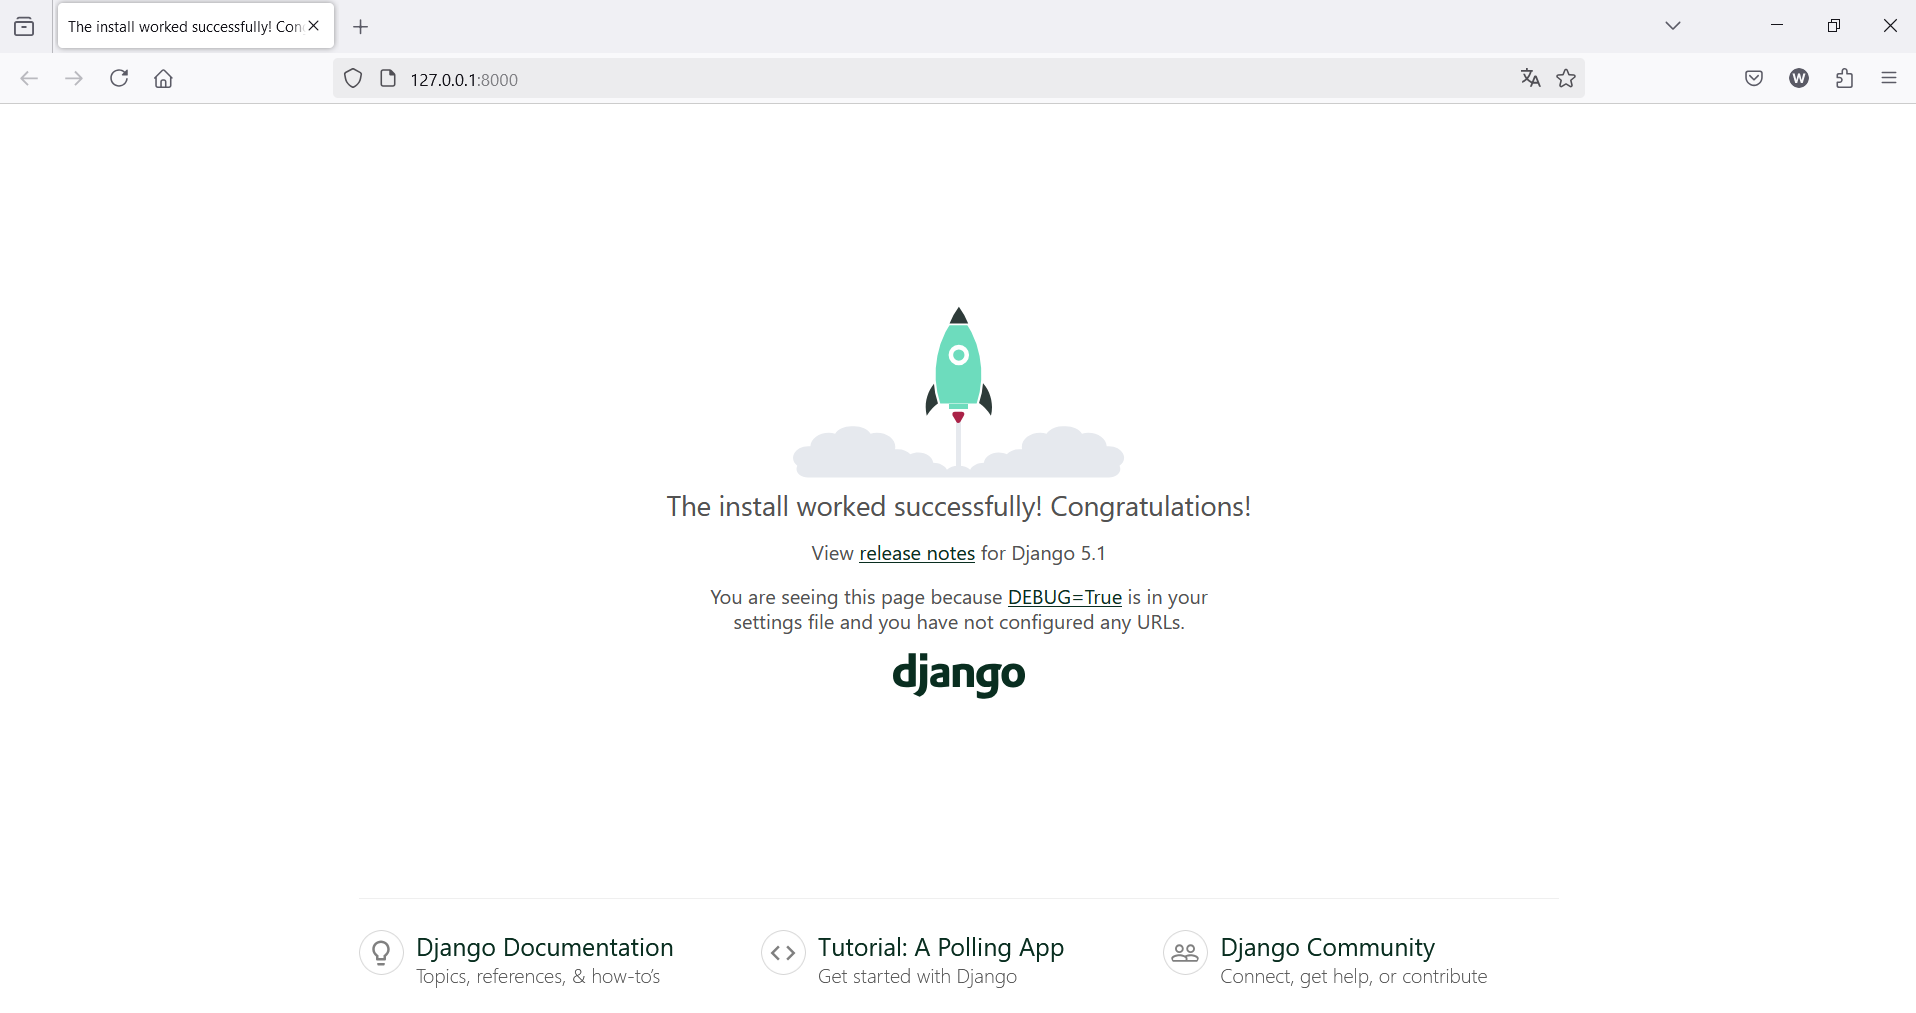 The install worked successfully! Con
127.0.0.1:8000
W
The install worked successfully! Congratulations!
View release notes for Django 5.1
You are seeing this page because DEBUG=True is in your
settings file and you have not configured any URLs.
django
Django Documentation
Topics, references, & how-to’s
Tutorial: A Polling App
Get started with Django
Django Community
Connect, get help, or contribute